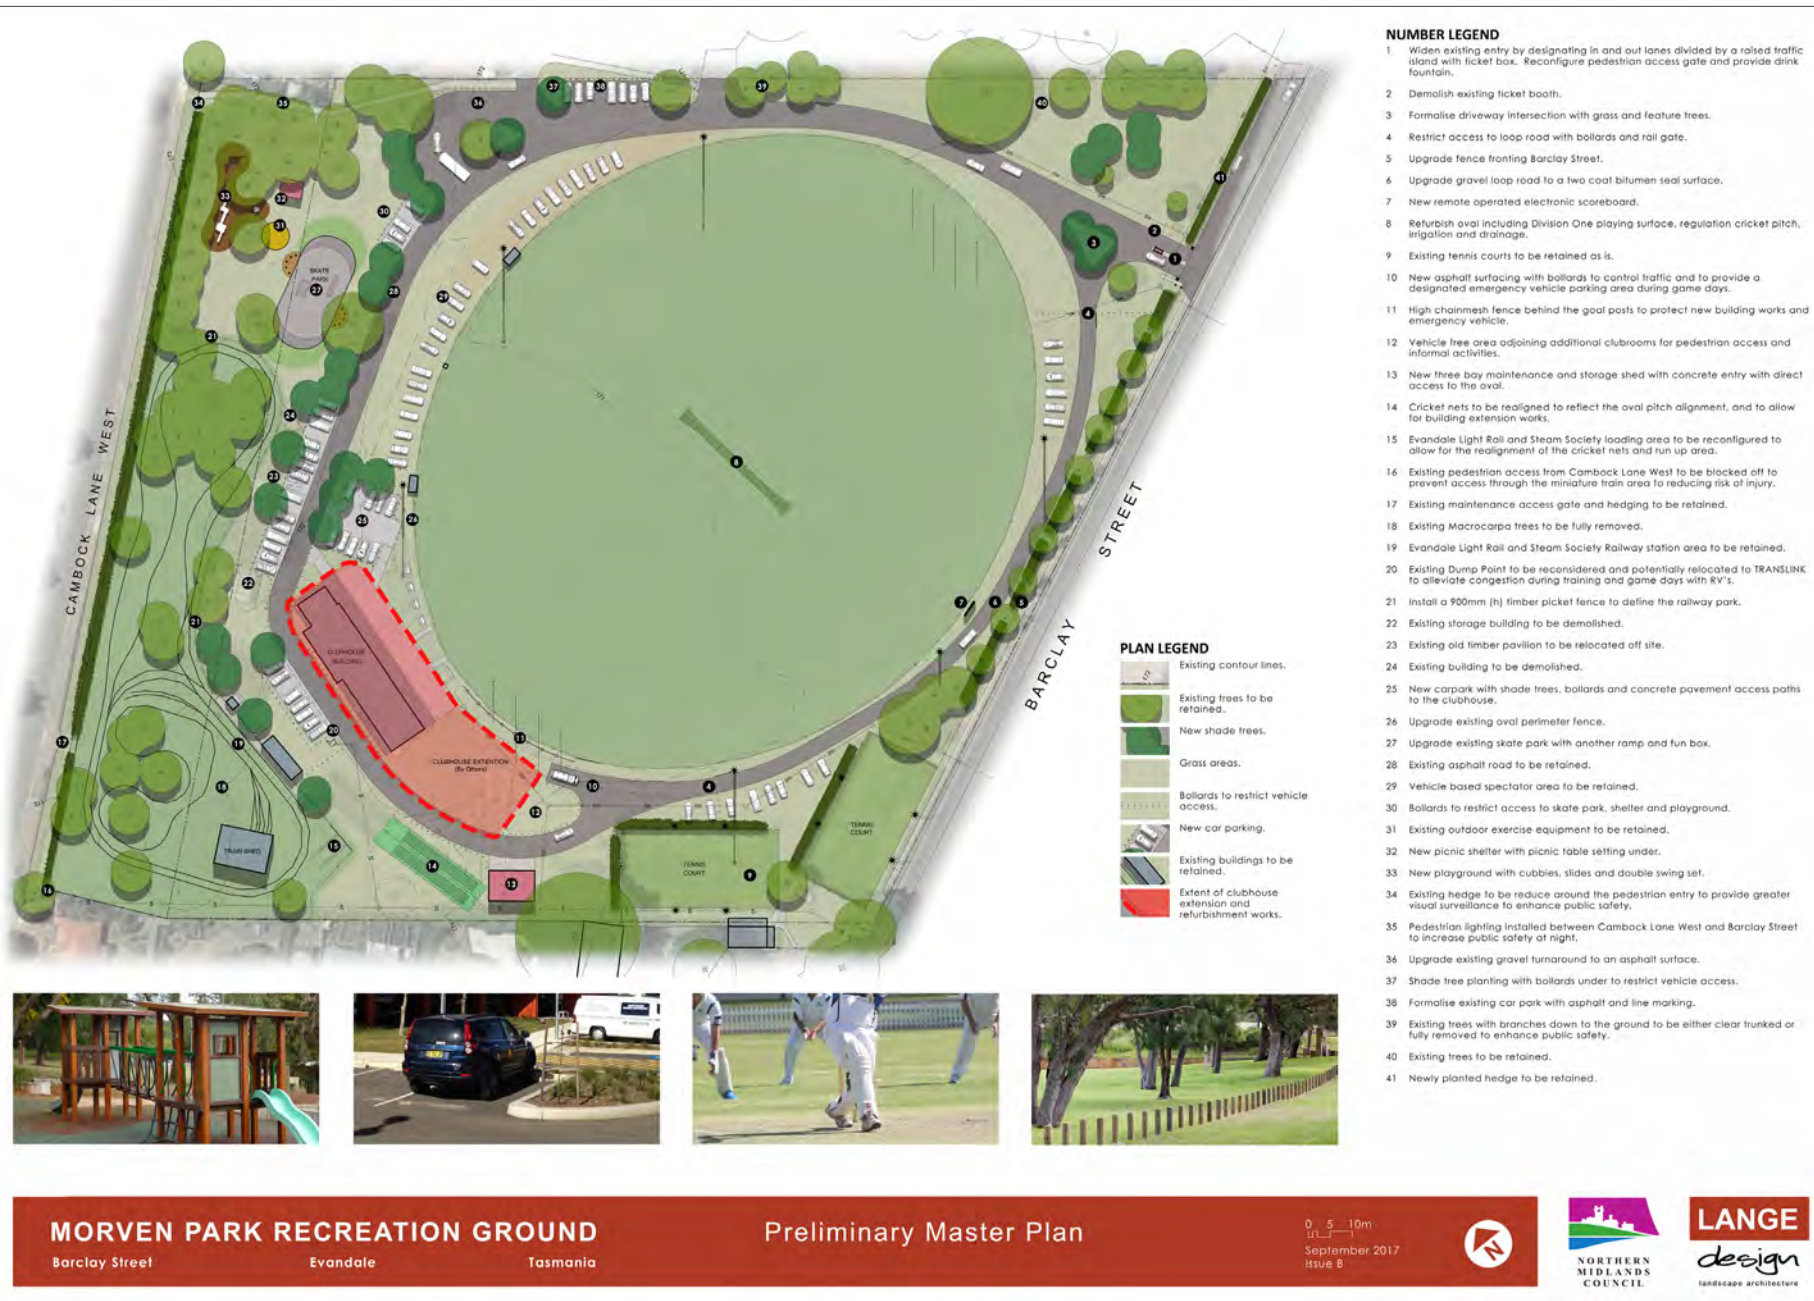 NUMBER LEGEND
1 Widen existing entry by designating in and out lanes divided by a raised traffic
island with ticket box. Reconfigure pedestrian access gate and provide drink
fountain.
2 Demolish existing ticket booth.
3 Formalise driveway intersection with grass and feature trees.
4 Restrict access to loop road with bollards and rail gate.
5 Upgrade fence fronting Barclay Street.
6 Upgrade gravel loop road to a two coat bitumen seal surface.
7 New remote operated electronic scoreboard.
8 Refurbish oval including Division One playing surface, regulation cricket pitch,
irrigation and drainage.
9 Existing tennis courts to be retained as is.
10 New asphalt surfacing with bollards to control traffic and to provide a
designated emergency vehicle parking area during game days.
11 High chainmesh fence behind the goal posts to protect new building works and
emergency vehicle.
12 Vehicle free area adjoining additional clubrooms for pedestrian access and
informal activities.
13 New three bay maintenance and storage shed with concrete entry with direct
access to the oval.
14 Cricket nets to be realigned to reflect the oval pitch alignment, and to allow
for building extension works.
15 Evandale Light Rail and Steam Society loading area to be reconfigured to
allow for the realignment of the cricket nets and run up area.
16 Existing pedestrian access from Cambock Lane West to be blocked off to
prevent access through the miniature train area to reducing risk of injury.
17 Existing maintenance access gate and hedging to be retained.
18 Existing Macrocarpa trees to be fully removed.
19 Evandale Light Rail and Steam Society Railway station area to be retained.
20 Existing Dump Point to be reconsidered and potentially relocated to TRANSLINK
to alleviate congestion during training and game days with RV's.
21 Install a 900mm (h) timber picket fence to define the railway park.
22 Existing storage building to be demolished.
23 Existing old timber pavilion to be relocated off site.
24 Existing building to be demolished.
25 New carpark with shade trees, bollards and concrete pavement access paths
to the clubhouse.
26 Upgrade existing oval perimeter fence.
27 Upgrade existing skate park with another ramp and fun box.
28 Existing asphalt road to be retained.
29 Vehicle based spectator area to be retained.
30 Bollards to restrict access to skate park, shelter and playground.
31 Existing outdoor exercise equipment to be retained.
32 New picnic shelter with picnic table setting under.
33 New playground with cubbies, slides and double swing set.
34 Existing hedge to be reduce around the pedestrian entry to provide greater
visual surveillance to enhance public safety.
35 Pedestrian lighting installed between Cambock Lane West and Barclay Street
to increase public safety at night.
36 Upgrade existing gravel turnaround to an asphalt surface.
37 Shade tree planting with bollards under to restrict vehicle access.
38 Formalise existing car park with asphalt and line marking.
39 Existing trees with branches down to the ground to be either clear trunked or
fully removed to enhance public safety.
40 Existing trees to be retained.
41 Newly planted hedge to be retained.
CAMBOCK LANE WEST
BARCLAY STREET
SKATE
PARK
CLUBHOUSE
BUILDING
CLUBHOUSE EXTENTION
(By Others)
TRAIN SHED
TENNIS
COURT
TENNIS
COURT
PLAN LEGEND
Existing contour lines.
Existing trees to be
retained.
New shade trees.
Grass areas.
Bollards to restrict vehicle
access.
New car parking.
Existing buildings to be
retained.
Extent of clubhouse
extension and
refurbishment works.
MORVEN PARK RECREATION GROUND
Barclay Street Evandale Tasmania
Preliminary Master Plan
0 5 10m
September 2017
Issue B
N
NORTHERN
MIDLANDS
COUNCIL
LANGE
design
landscape architecture